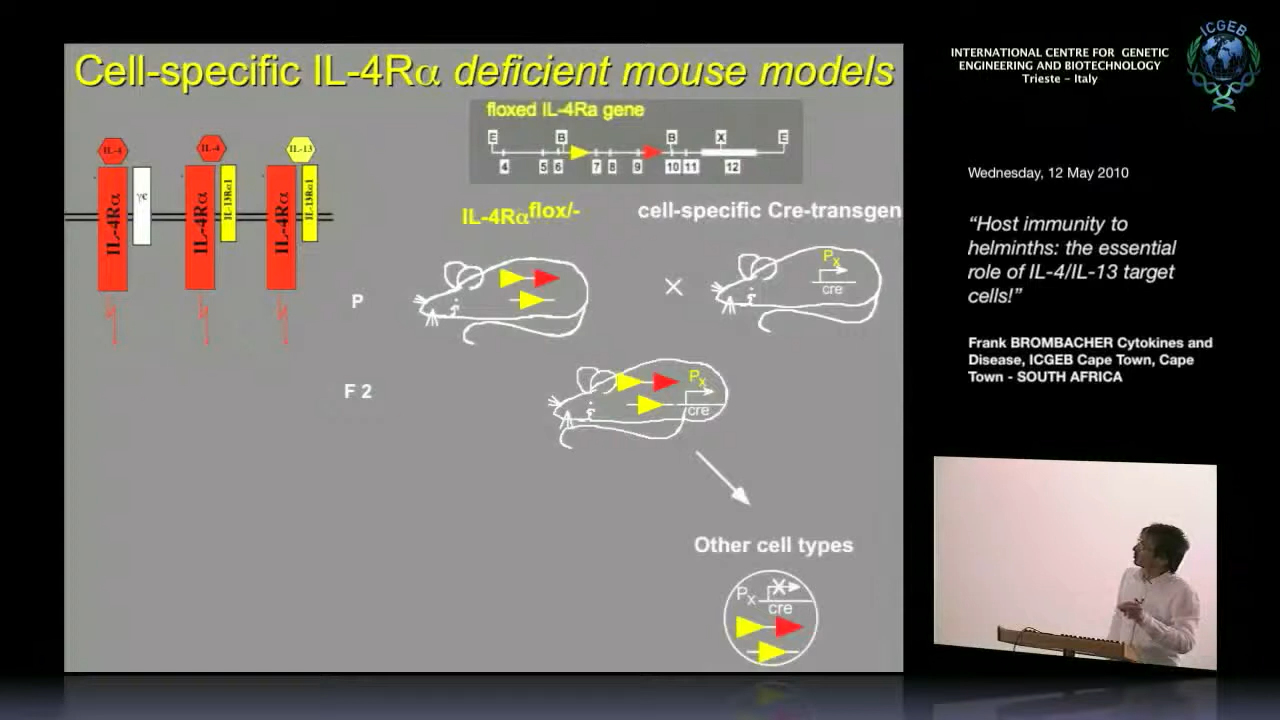 Cell-specific IL-4Rα deficient mouse models
floxed IL-4Ra gene
E B B X E
4 5 6 7 8 9 10 11 12
IL-4 IL-4 IL-13
IL-4Rα γc IL-4Rα IL-13Rα1 IL-4Rα IL-13Rα1
IL-4Rαflox/-
cell-specific Cre-transgen
P
X
Px
cre
F 2
Px
cre
Other cell types
Px
cre
ICGEB
INTERNATIONAL CENTRE FOR GENETIC
ENGINEERING AND BIOTECHNOLOGY
Trieste - Italy
Wednesday, 12 May 2010
“Host immunity to
helminths: the essential
role of IL-4/IL-13 target
cells!”
Frank BROMBACHER Cytokines and
Disease, ICGEB Cape Town, Cape
Town - SOUTH AFRICA